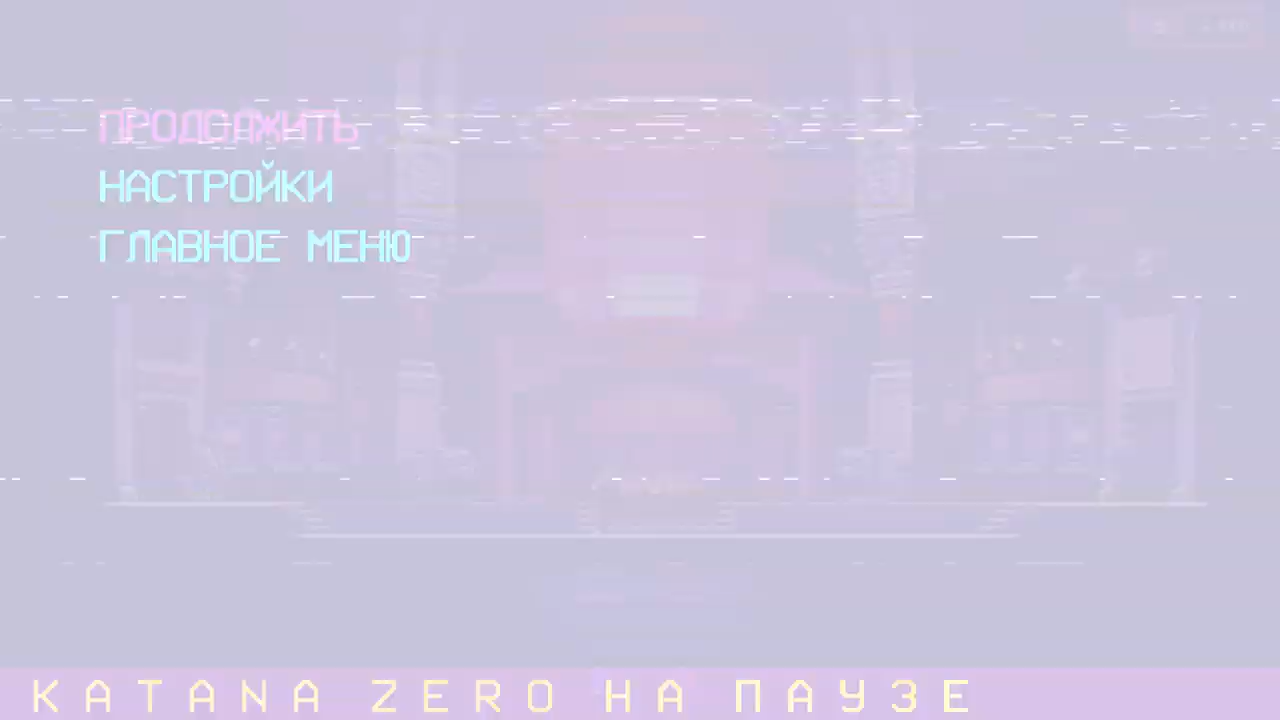 ПРОДОЛЖИТЬ
НАСТРОЙКИ
ГЛАВНОЕ МЕНЮ
KATANA ZERO НА ПАУЗЕ